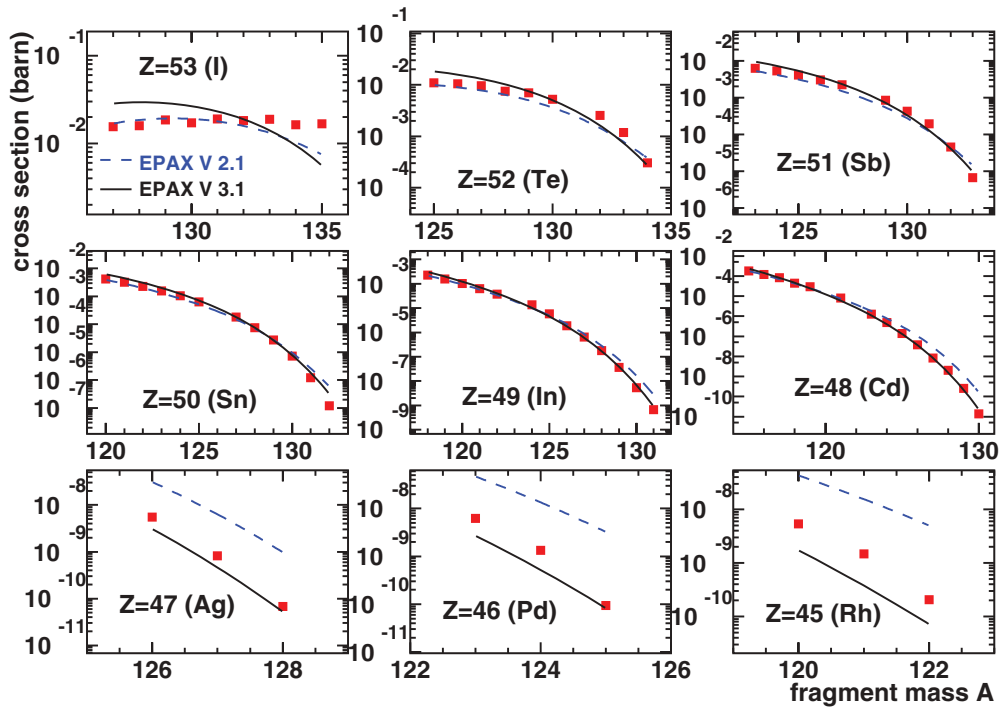 cross section (barn)
10 -1
10 -2
Z=53 (I)
EPAX V 2.1
EPAX V 3.1
130 135
10 -1
10 -2
10 -3
10 -4
Z=52 (Te)
125 130 135
10 -2
10 -3
10 -4
10 -5
10 -6
Z=51 (Sb)
125 130
10 -2
10 -3
10 -4
10 -5
10 -6
10 -7
10
Z=50 (Sn)
120 125 130
10 -3
10 -5
10 -7
10 -9
Z=49 (In)
120 125 130
10 -2
10 -4
10 -6
10 -8
10 -10
Z=48 (Cd)
120 130
10 -8
10 -9
10 -10
10 -11
Z=47 (Ag)
126 128
10 -8
10 -9
10 -10
10 -11
Z=46 (Pd)
122 124 126
10 -8
10 -9
10 -10
Z=45 (Rh)
120 122
fragment mass A